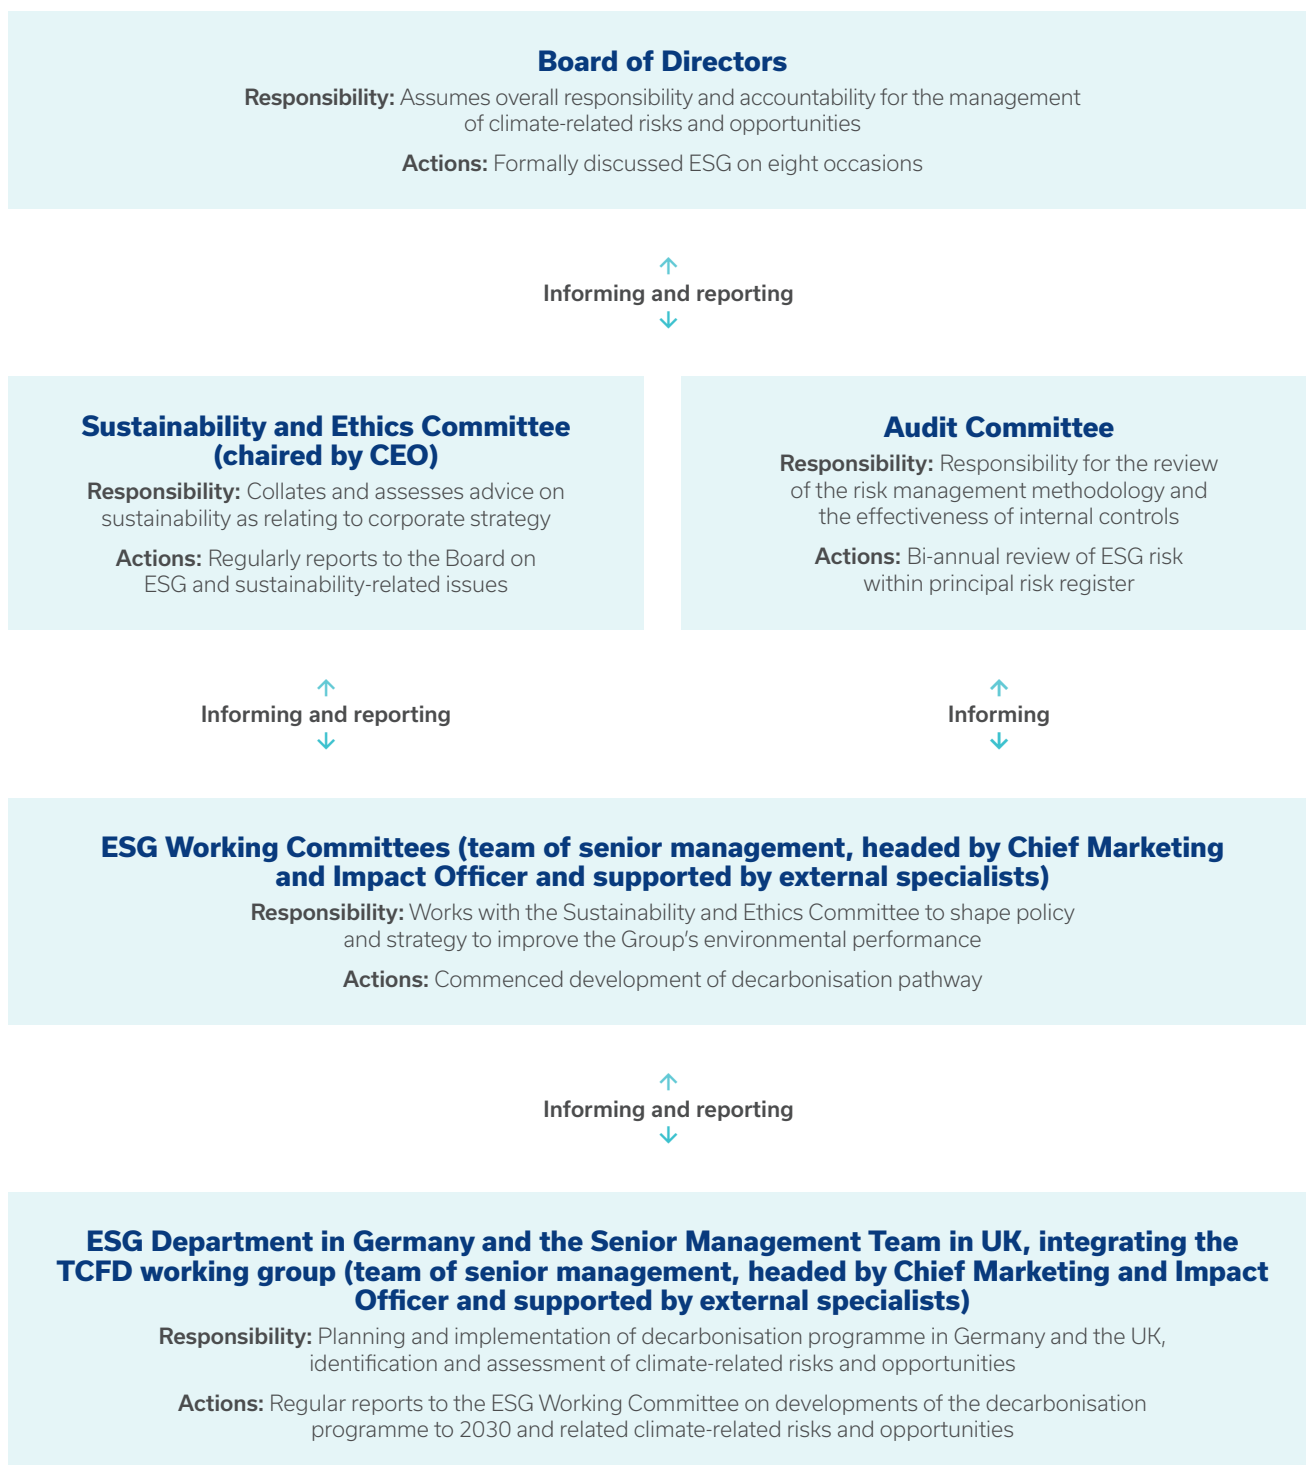 Board of Directors
Responsibility: Assumes overall responsibility and accountability for the management
of climate-related risks and opportunities
Actions: Formally discussed ESG on eight occasions
Informing and reporting
Sustainability and Ethics Committee
(chaired by CEO)
Responsibility: Collates and assesses advice on
sustainability as relating to corporate strategy
Actions: Regularly reports to the Board on
ESG and sustainability-related issues
Audit Committee
Responsibility: Responsibility for the review
of the risk management methodology and
the effectiveness of internal controls
Actions: Bi-annual review of ESG risk
within principal risk register
Informing and reporting
Informing
ESG Working Committees (team of senior management, headed by Chief Marketing
and Impact Officer and supported by external specialists)
Responsibility: Works with the Sustainability and Ethics Committee to shape policy
and strategy to improve the Group’s environmental performance
Actions: Commenced development of decarbonisation pathway
Informing and reporting
ESG Department in Germany and the Senior Management Team in UK, integrating the
TCFD working group (team of senior management, headed by Chief Marketing and Impact
Officer and supported by external specialists)
Responsibility: Planning and implementation of decarbonisation programme in Germany and the UK,
identification and assessment of climate-related risks and opportunities
Actions: Regular reports to the ESG Working Committee on developments of the decarbonisation
programme to 2030 and related climate-related risks and opportunities